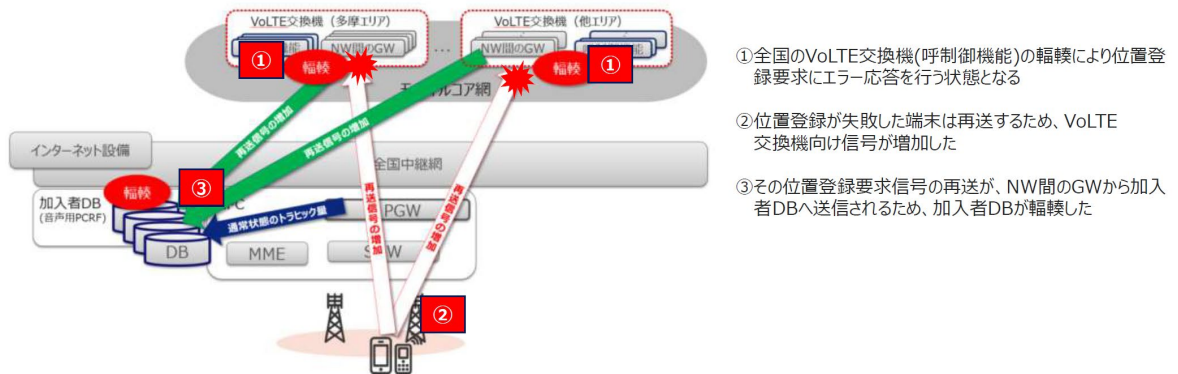 VoLTE交換機（多摩エリア）
VoLTE交換機（他エリア）
NW間のGW
…
NW間のGW
①
輻輳
輻輳
①
モバイルコア網
再送信号の増加
再送信号の増加
インターネット設備
全国中継網
輻輳
③
加入者DB
(音声用PCRF)
通常状態のトラヒック量
PGW
DB
MME
再送信号の増加
再送信号の増加
②
①全国のVoLTE交換機(呼制御機能)の輻輳により位置登
録要求にエラー応答を行う状態となる
②位置登録が失敗した端末は再送するため、VoLTE
交換機向け信号が増加した
③その位置登録要求信号の再送が、NW間のGWから加入
者DBへ送信されるため、加入者DBが輻輳した